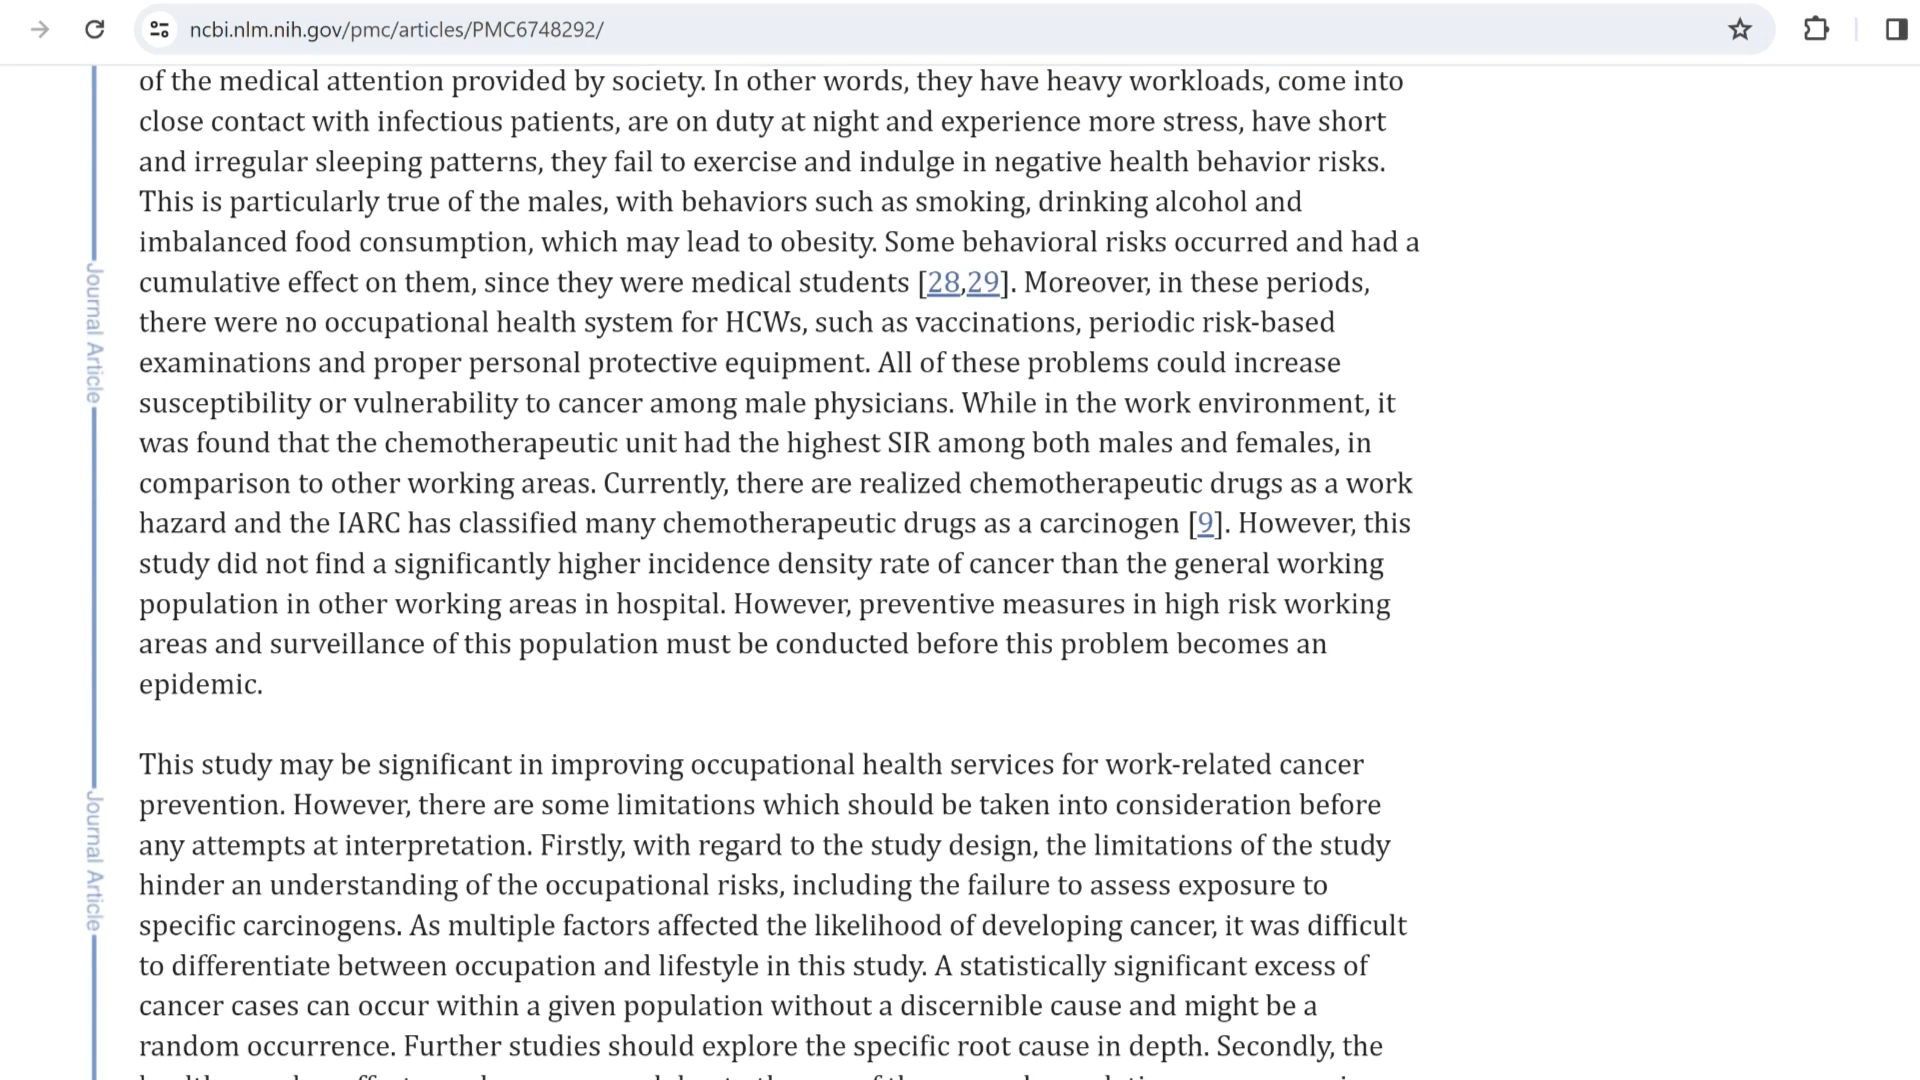 ncbi.nlm.nih.gov/pmc/articles/PMC6748292/
of the medical attention provided by society. In other words, they have heavy workloads, come into
close contact with infectious patients, are on duty at night and experience more stress, have short
and irregular sleeping patterns, they fail to exercise and indulge in negative health behavior risks.
This is particularly true of the males, with behaviors such as smoking, drinking alcohol and
imbalanced food consumption, which may lead to obesity. Some behavioral risks occurred and had a
cumulative effect on them, since they were medical students [28,29]. Moreover, in these periods,
there were no occupational health system for HCWs, such as vaccinations, periodic risk-based
examinations and proper personal protective equipment. All of these problems could increase
susceptibility or vulnerability to cancer among male physicians. While in the work environment, it
was found that the chemotherapeutic unit had the highest SIR among both males and females, in
comparison to other working areas. Currently, there are realized chemotherapeutic drugs as a work
hazard and the IARC has classified many chemotherapeutic drugs as a carcinogen [9]. However, this
study did not find a significantly higher incidence density rate of cancer than the general working
population in other working areas in hospital. However, preventive measures in high risk working
areas and surveillance of this population must be conducted before this problem becomes an
epidemic.
This study may be significant in improving occupational health services for work-related cancer
prevention. However, there are some limitations which should be taken into consideration before
any attempts at interpretation. Firstly, with regard to the study design, the limitations of the study
hinder an understanding of the occupational risks, including the failure to assess exposure to
specific carcinogens. As multiple factors affected the likelihood of developing cancer, it was difficult
to differentiate between occupation and lifestyle in this study. A statistically significant excess of
cancer cases can occur within a given population without a discernible cause and might be a
random occurrence. Further studies should explore the specific root cause in depth. Secondly, the
Journal Article
Journal Article